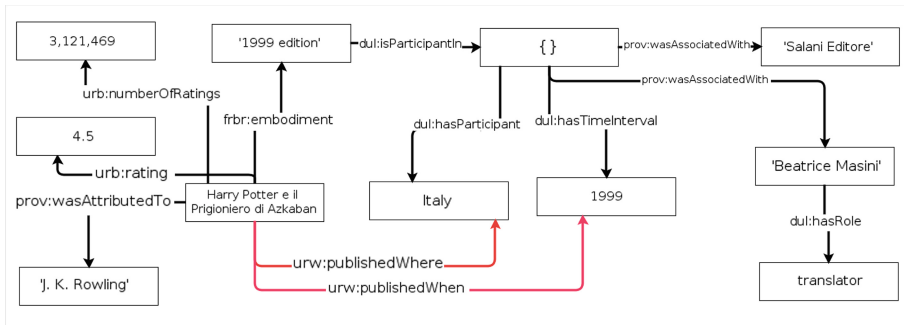 3,121,469
'1999 edition'
dul:isParticipantIn
{}
prov:wasAssociatedWith
'Salani Editore'
prov:wasAssociatedWith
urb:numberOfRatings
frbr:embodiment
dul:hasParticipant
dul:hasTimeInterval
4.5
urb:rating
'Beatrice Masini'
prov:wasAttributedTo
Harry Potter e il
Prigioniero di Azkaban
Italy
1999
dul:hasRole
urw:publishedWhere
'J. K. Rowling'
urw:publishedWhen
translator